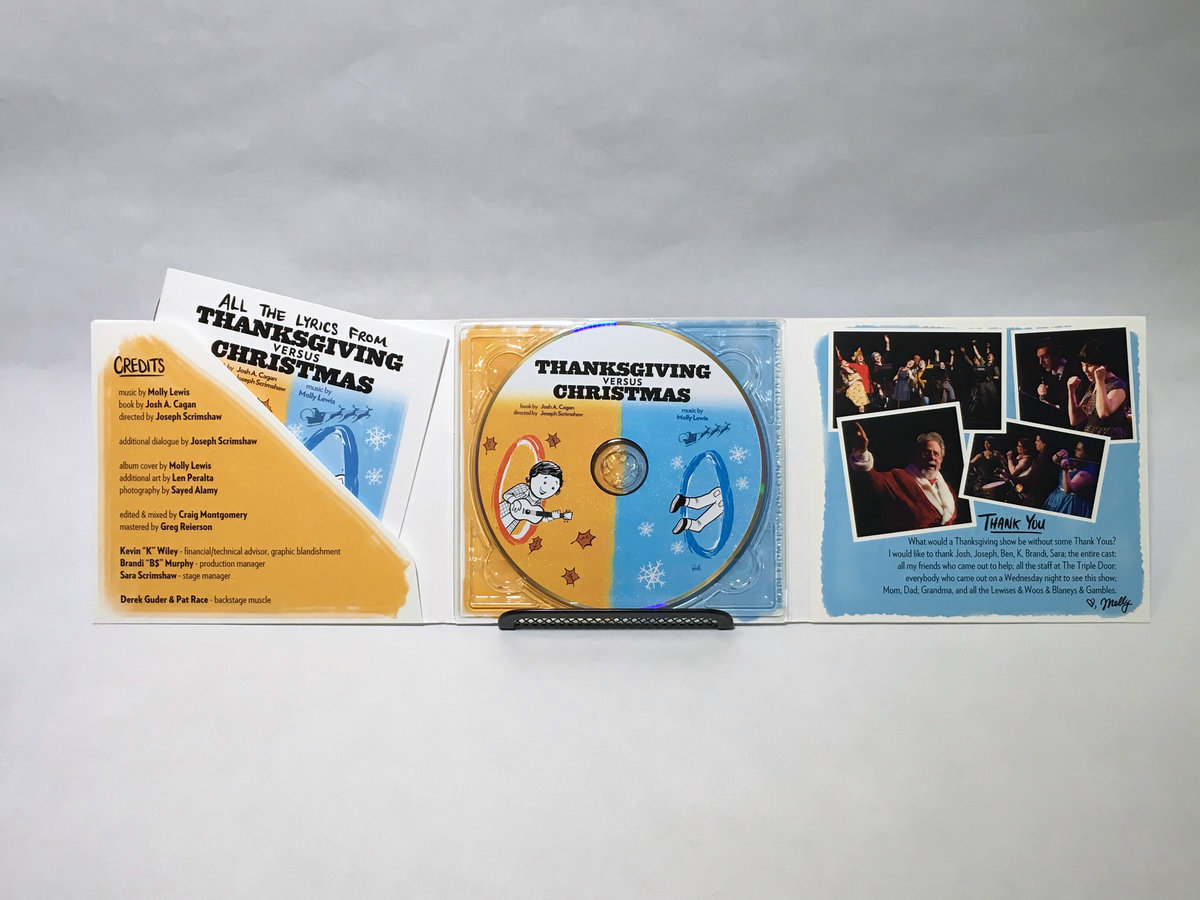 ALL THE LYRICS FROM
THANKSGIVING
VERSUS
CHRISTMAS
by Josh A. Cagan
Joseph Scrimshaw
music by
Molly Lewis
CREDITS
music by Molly Lewis
book by Josh A. Cagan
directed by Joseph Scrimshaw
additional dialogue by Joseph Scrimshaw
album cover by Molly Lewis
additional art by Len Peralta
photography by Sayed Alamy
edited & mixed by Craig Montgomery
mastered by Greg Reierson
Kevin "K" Wiley - financial/technical advisor, graphic blandishment
Brandi "B$" Murphy - production manager
Sara Scrimshaw - stage manager
Derek Guder & Pat Race - backstage muscle
THANKSGIVING
VERSUS
CHRISTMAS
book by Josh A. Cagan
directed by Joseph Scrimshaw
music by
Molly Lewis
THANK YOU
What would a Thanksgiving show be without some Thank Yous?
I would like to thank Josh, Joseph, Ben, K, Brandi, Sara; the entire cast;
all my friends who came out to help; all the staff at The Triple Door;
everybody who came out on a Wednesday night to see this show;
Mom, Dad, Grandma, and all the Lewises & Woos & Blaneys & Gambles.
♡, Molly